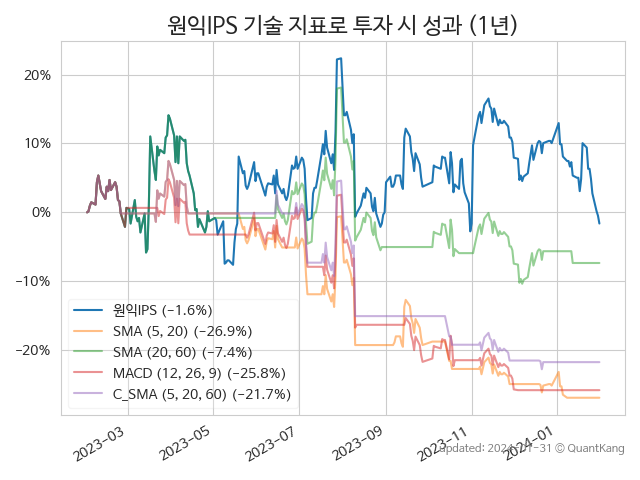 원익IPS 기술 지표로 투자 시 성과 (1년)
20%
10%
0%
−10%
−20%
원익IPS (−1.6%)
SMA (5, 20) (−26.9%)
SMA (20, 60) (−7.4%)
MACD (12, 26, 9) (−25.8%)
C_SMA (5, 20, 60) (−21.7%)
2023−03
2023−05
2023−07
2023−09
2023−11
2024−01
updated: 2024−01−31 © QuantKang